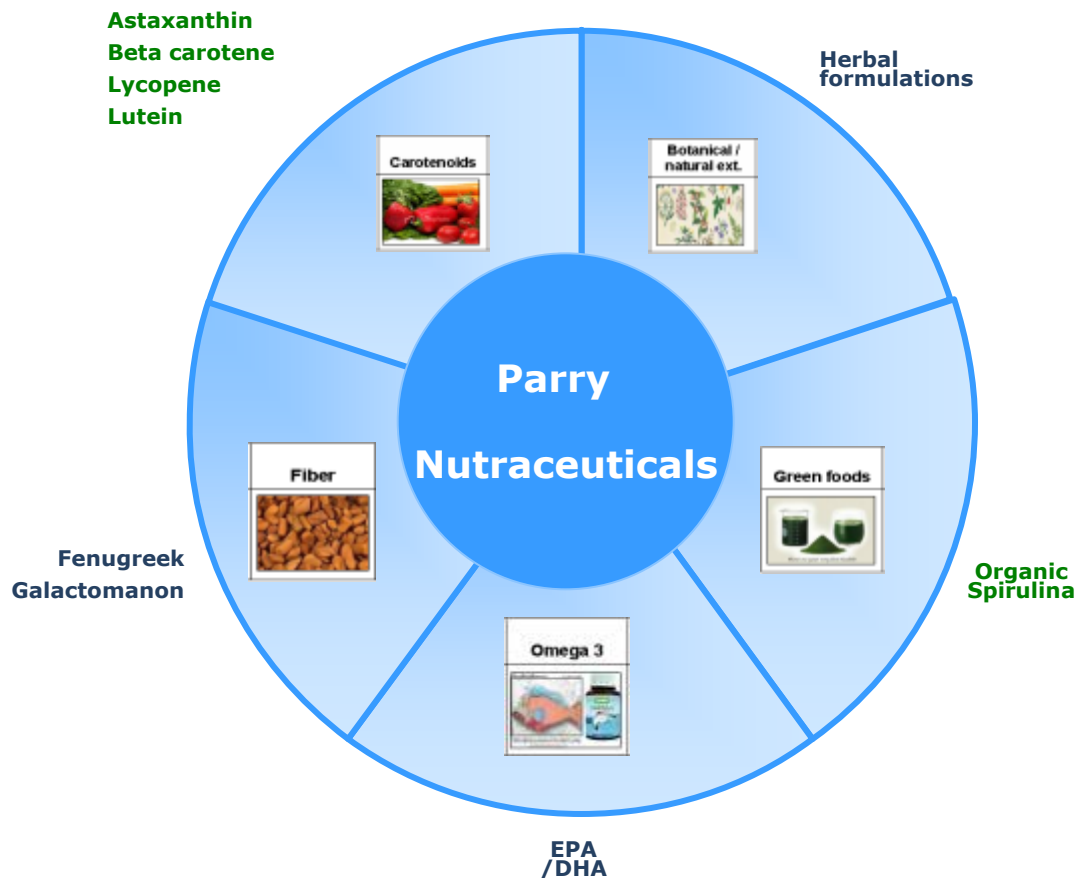 Astaxanthin
Beta carotene
Lycopene
Lutein
Herbal
formulations
Carotenoids
Botanical /
natural ext.
Parry
Nutraceuticals
Fiber
Green foods
Fenugreek
Galactomanon
Organic
Spirulina
Omega 3
EPA
/DHA